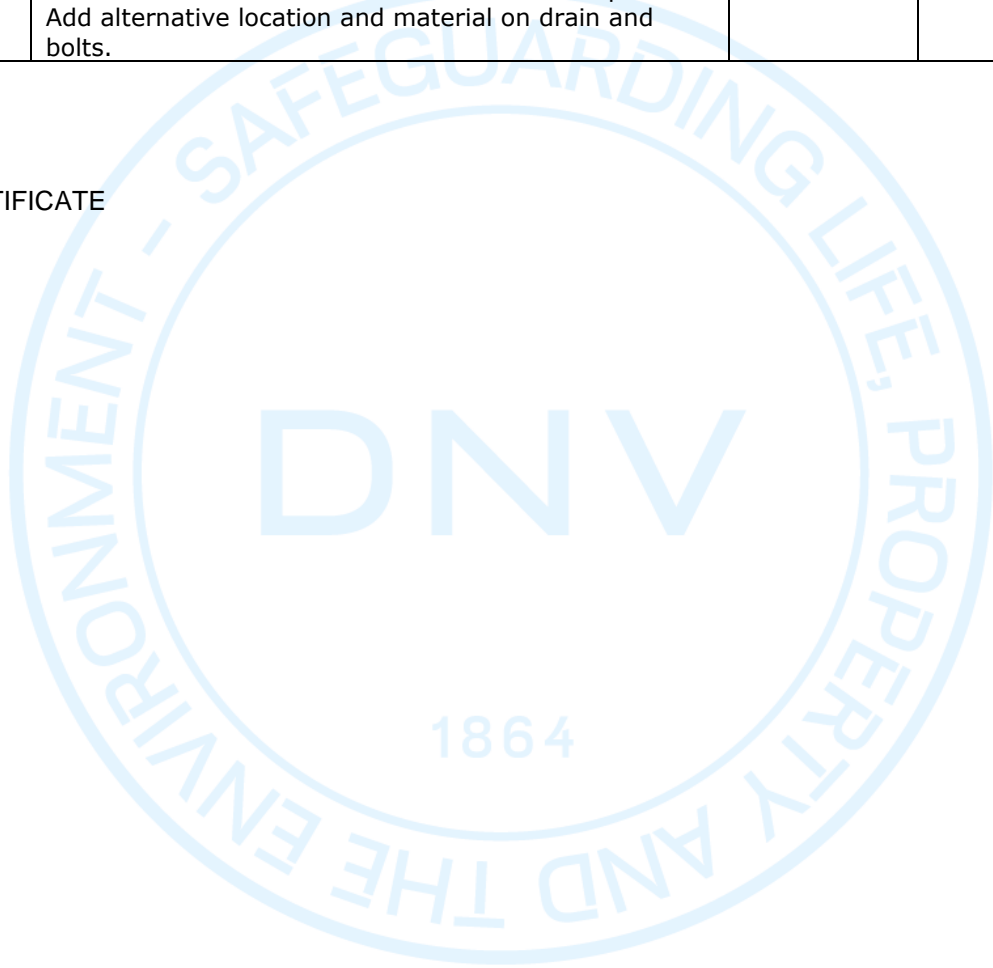 Add alternative location and material on drain and
bolts.
TIFICATE
SAFEGUARDING LIFE, PROPERTY AND THE ENVIRONMENT -
DNV
1864